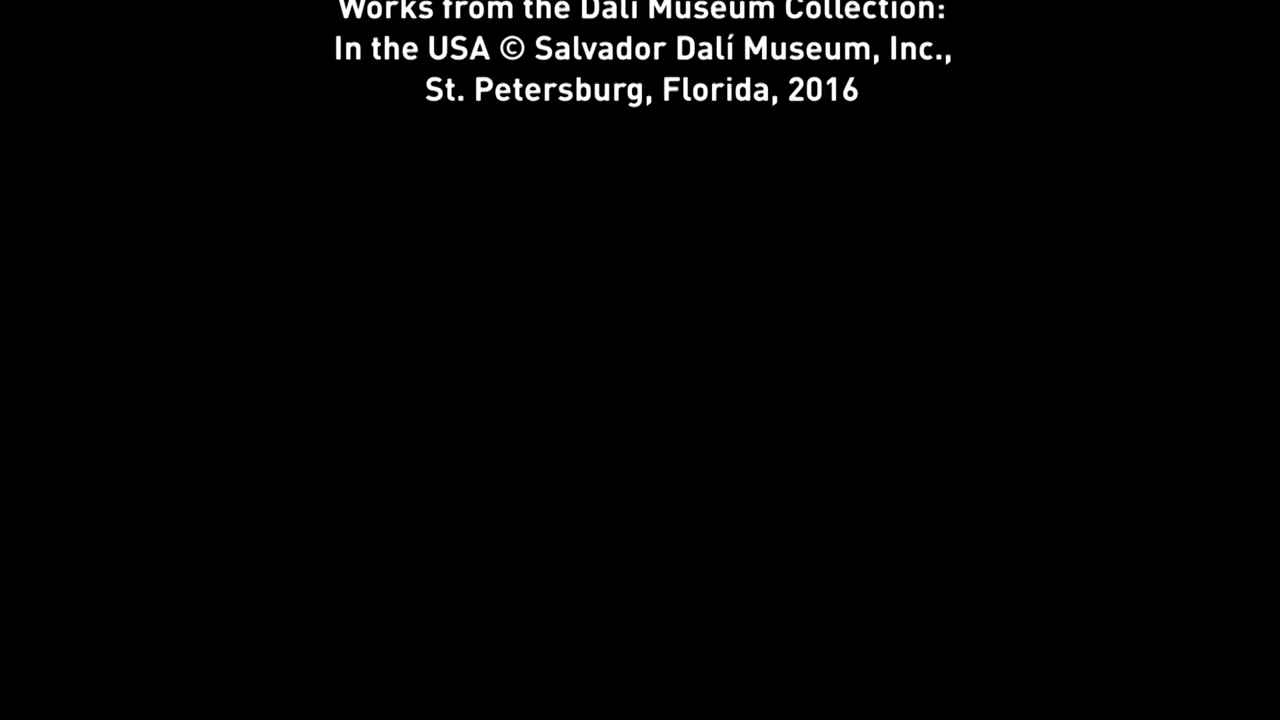 Works from the Dalí Museum Collection:
In the USA © Salvador Dalí Museum, Inc.,
St. Petersburg, Florida, 2016